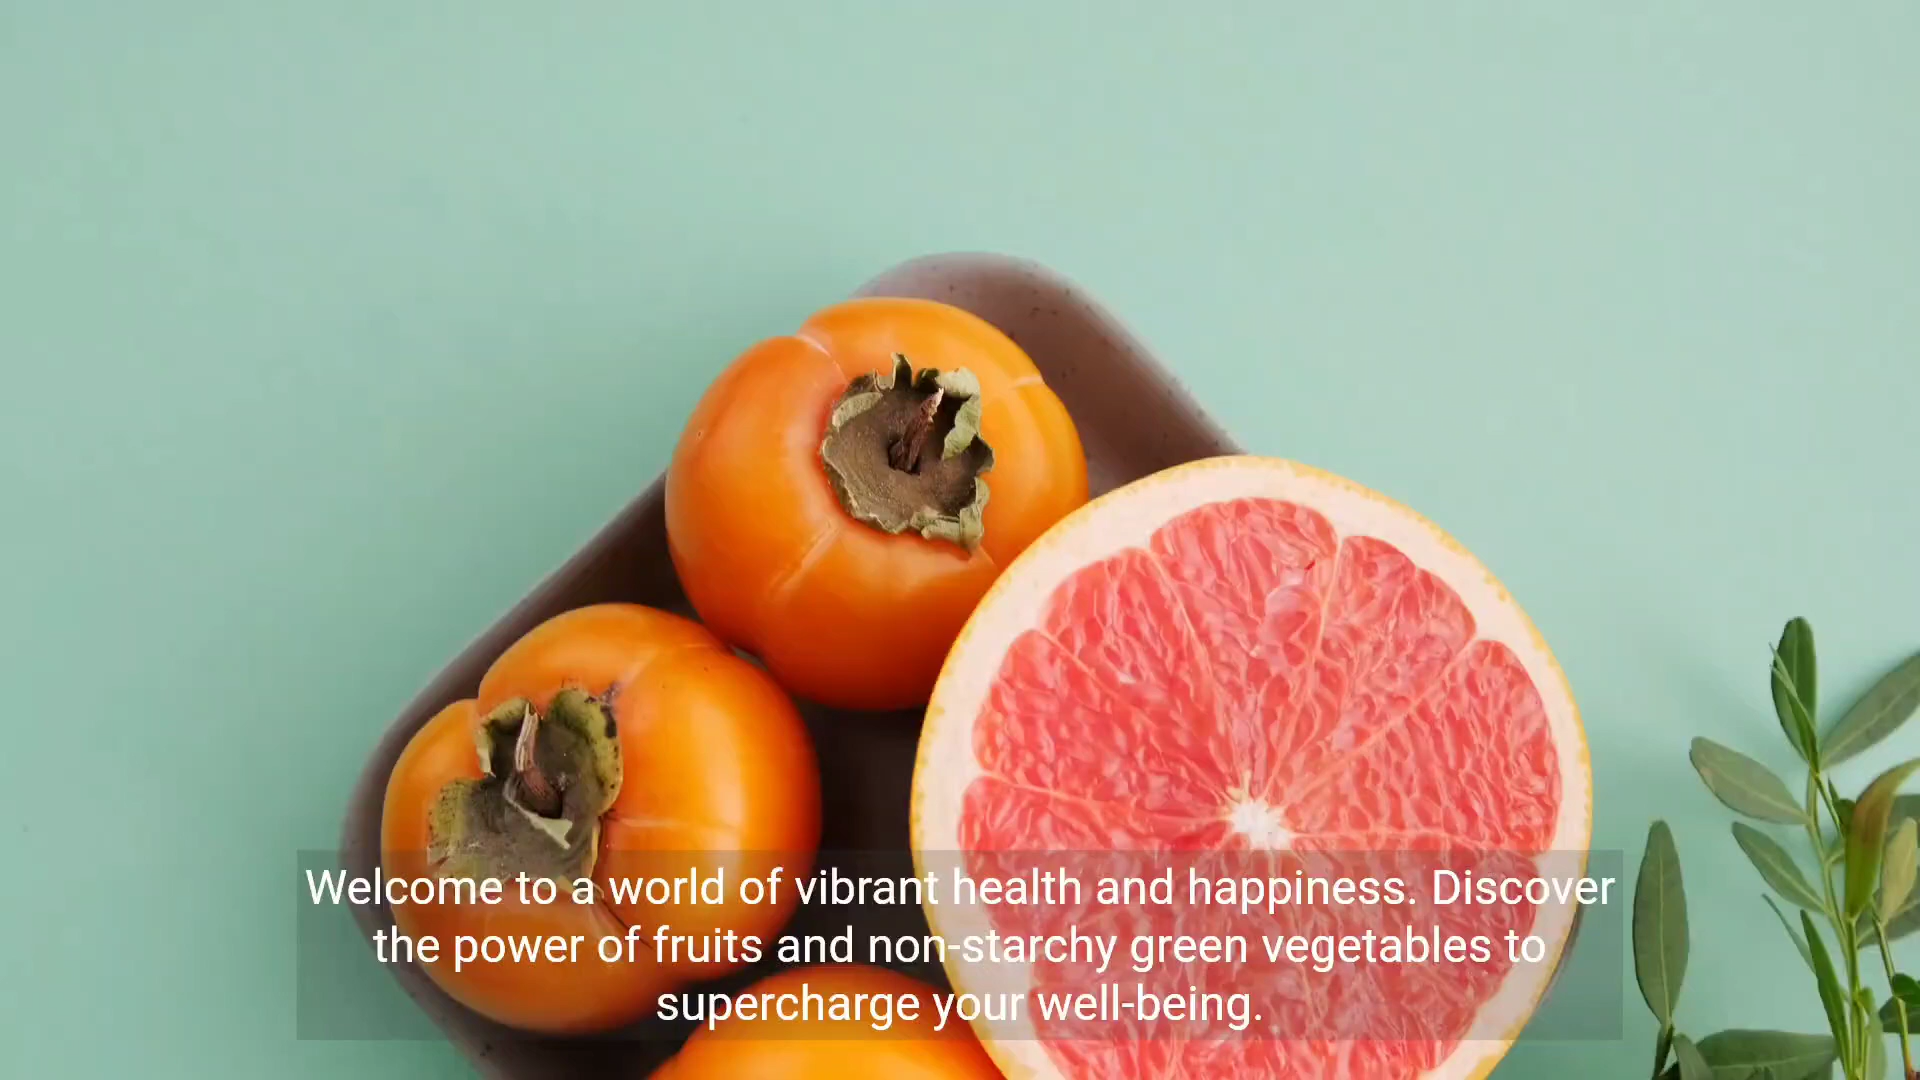 Welcome to a world of vibrant health and happiness. Discover
the power of fruits and non-starchy green vegetables to
supercharge your well-being.